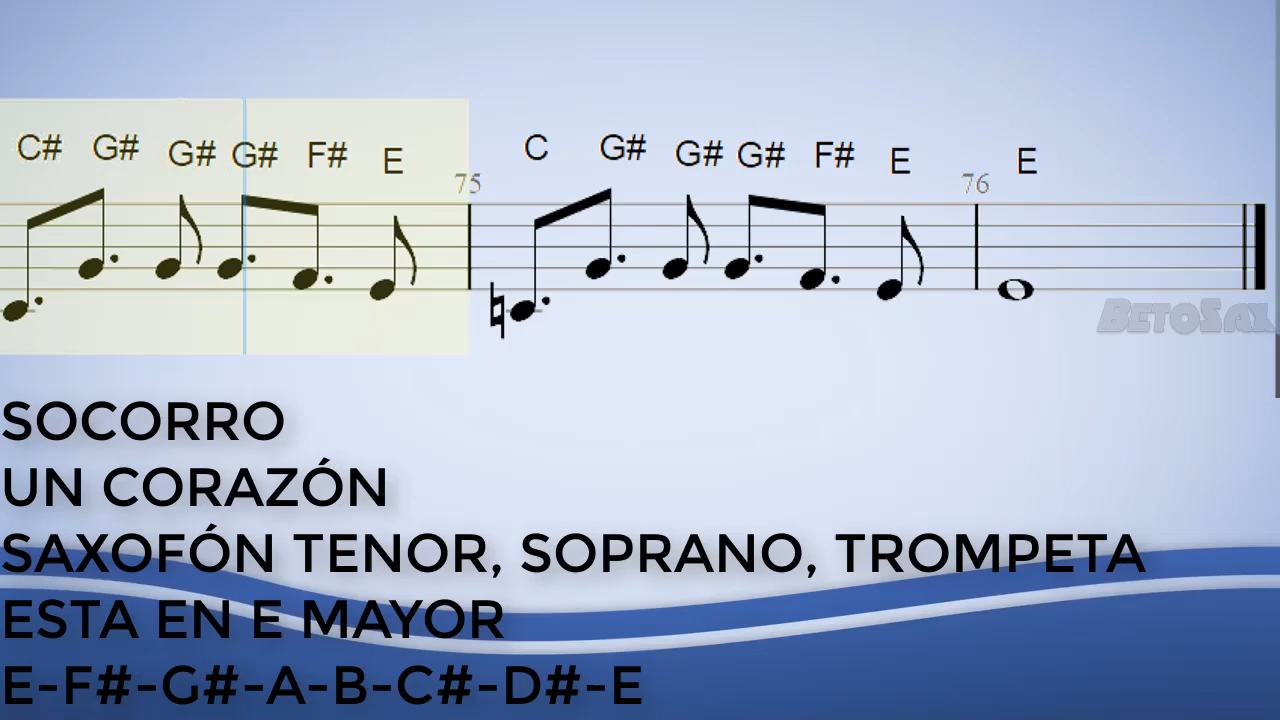 C# G# G# G# F# E C G# G# G# F# E E
75 76
BETOSAX
SOCORRO
UN CORAZÓN
SAXOFÓN TENOR, SOPRANO, TROMPETA
ESTA EN E MAYOR
E-F#-G#-A-B-C#-D#-E